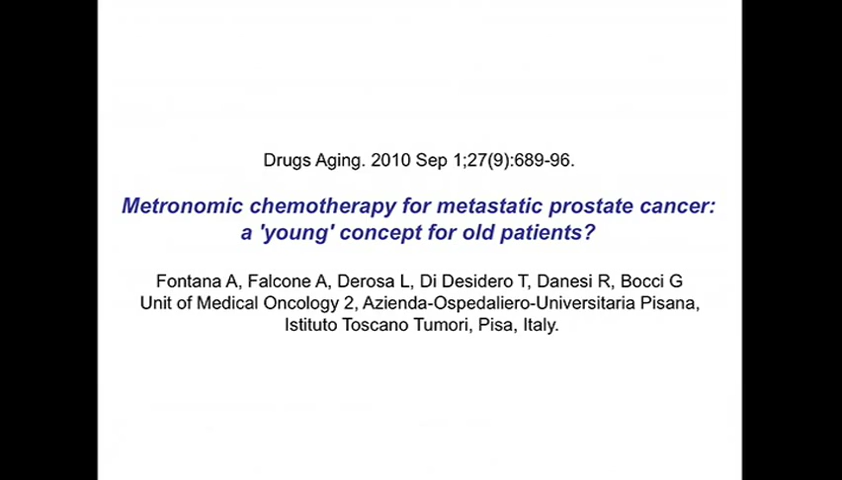 Drugs Aging. 2010 Sep 1;27(9):689-96.
Metronomic chemotherapy for metastatic prostate cancer:
a 'young' concept for old patients?
Fontana A, Falcone A, Derosa L, Di Desidero T, Danesi R, Bocci G
Unit of Medical Oncology 2, Azienda-Ospedaliero-Universitaria Pisana,
Istituto Toscano Tumori, Pisa, Italy.